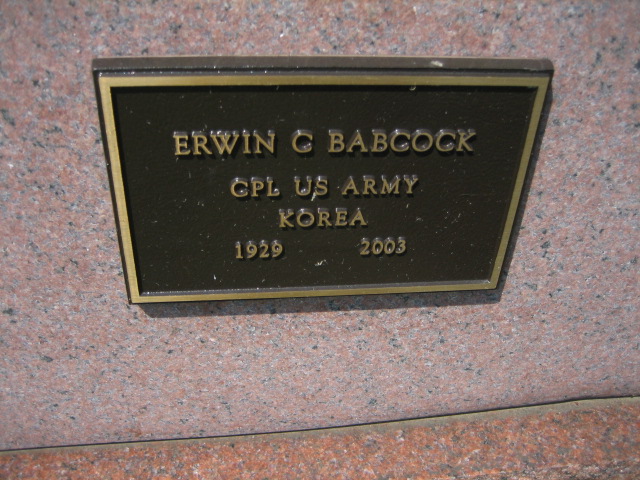 ERWIN C BABCOCK
CPL US ARMY
KOREA
1929 2003